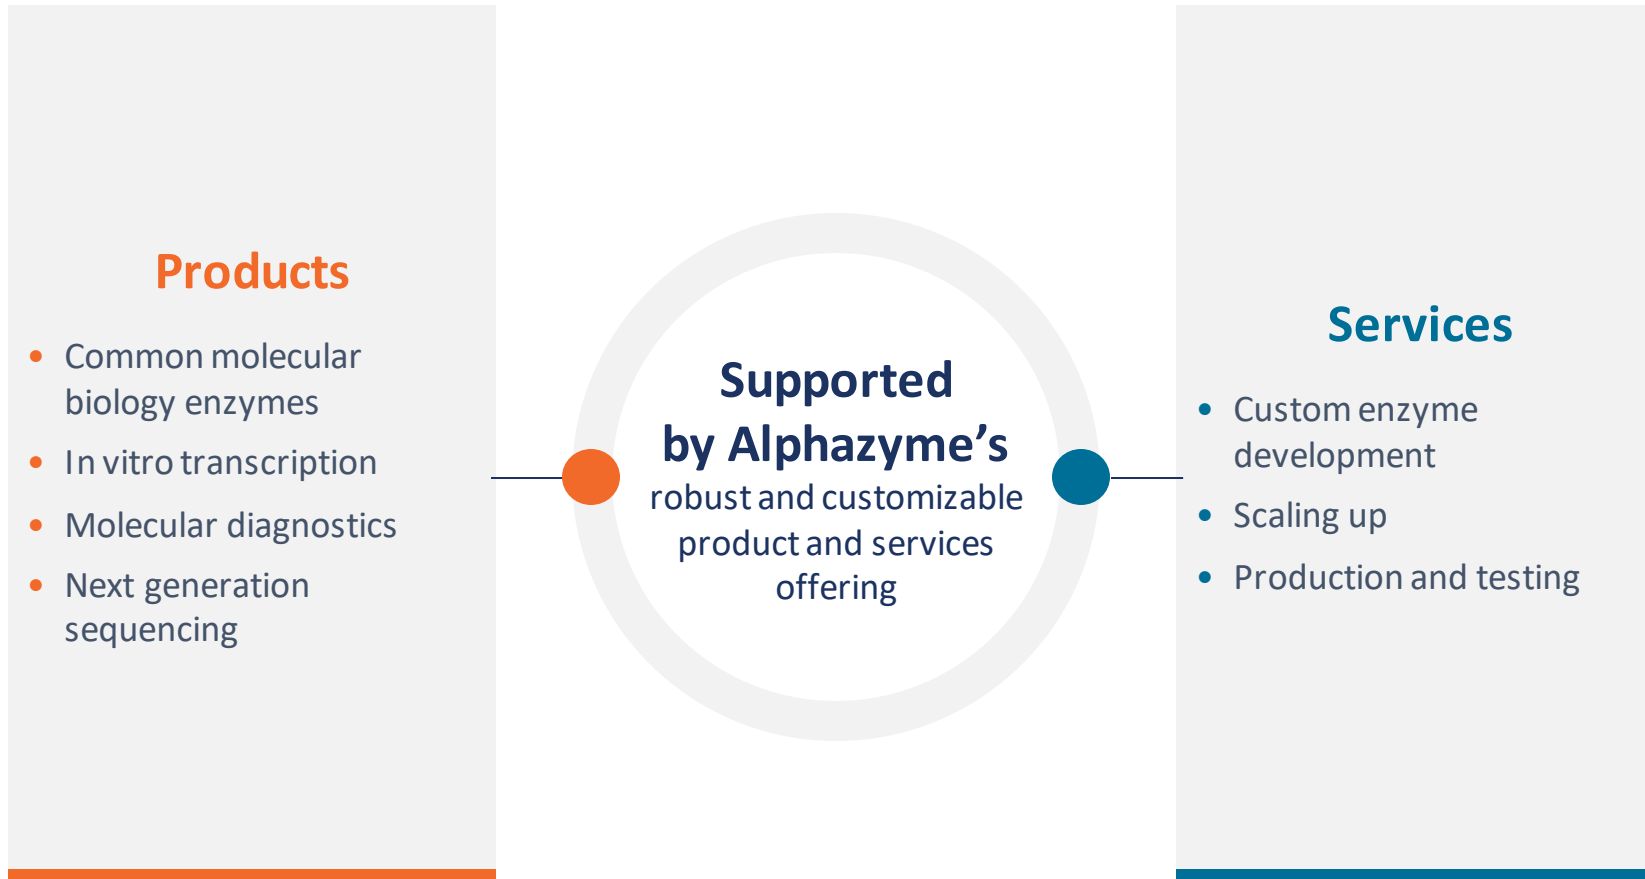 Products
• Common molecular
biology enzymes
• In vitro transcription
• Molecular diagnostics
• Next generation
sequencing
Supported
by Alphazyme’s
robust and customizable
product and services
offering
Services
• Custom enzyme
development
• Scaling up
• Production and testing